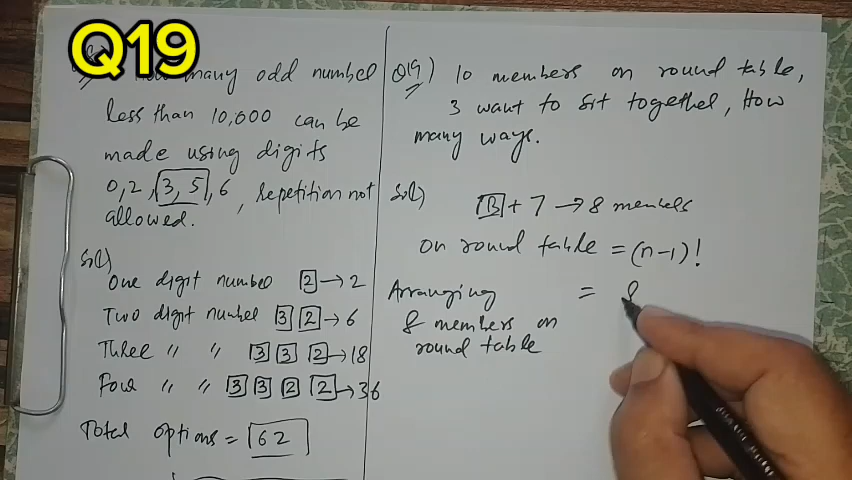 Q19
How many odd number
less than 10,000 can be
made using digits
0, 2, 3, 5, 6, repetition not
allowed.
Sol)
One digit number 2 → 2
Two digit number 3 2 → 6
Three " " 3 3 2 → 18
Four " " 3 3 2 2 → 36
Total options = 62
Q19) 10 members on round table,
3 want to sit together, How
many ways.
Sol)
3 + 7 → 8 members
on round table = (n-1)!
Arranging = 8
8 members on
round table